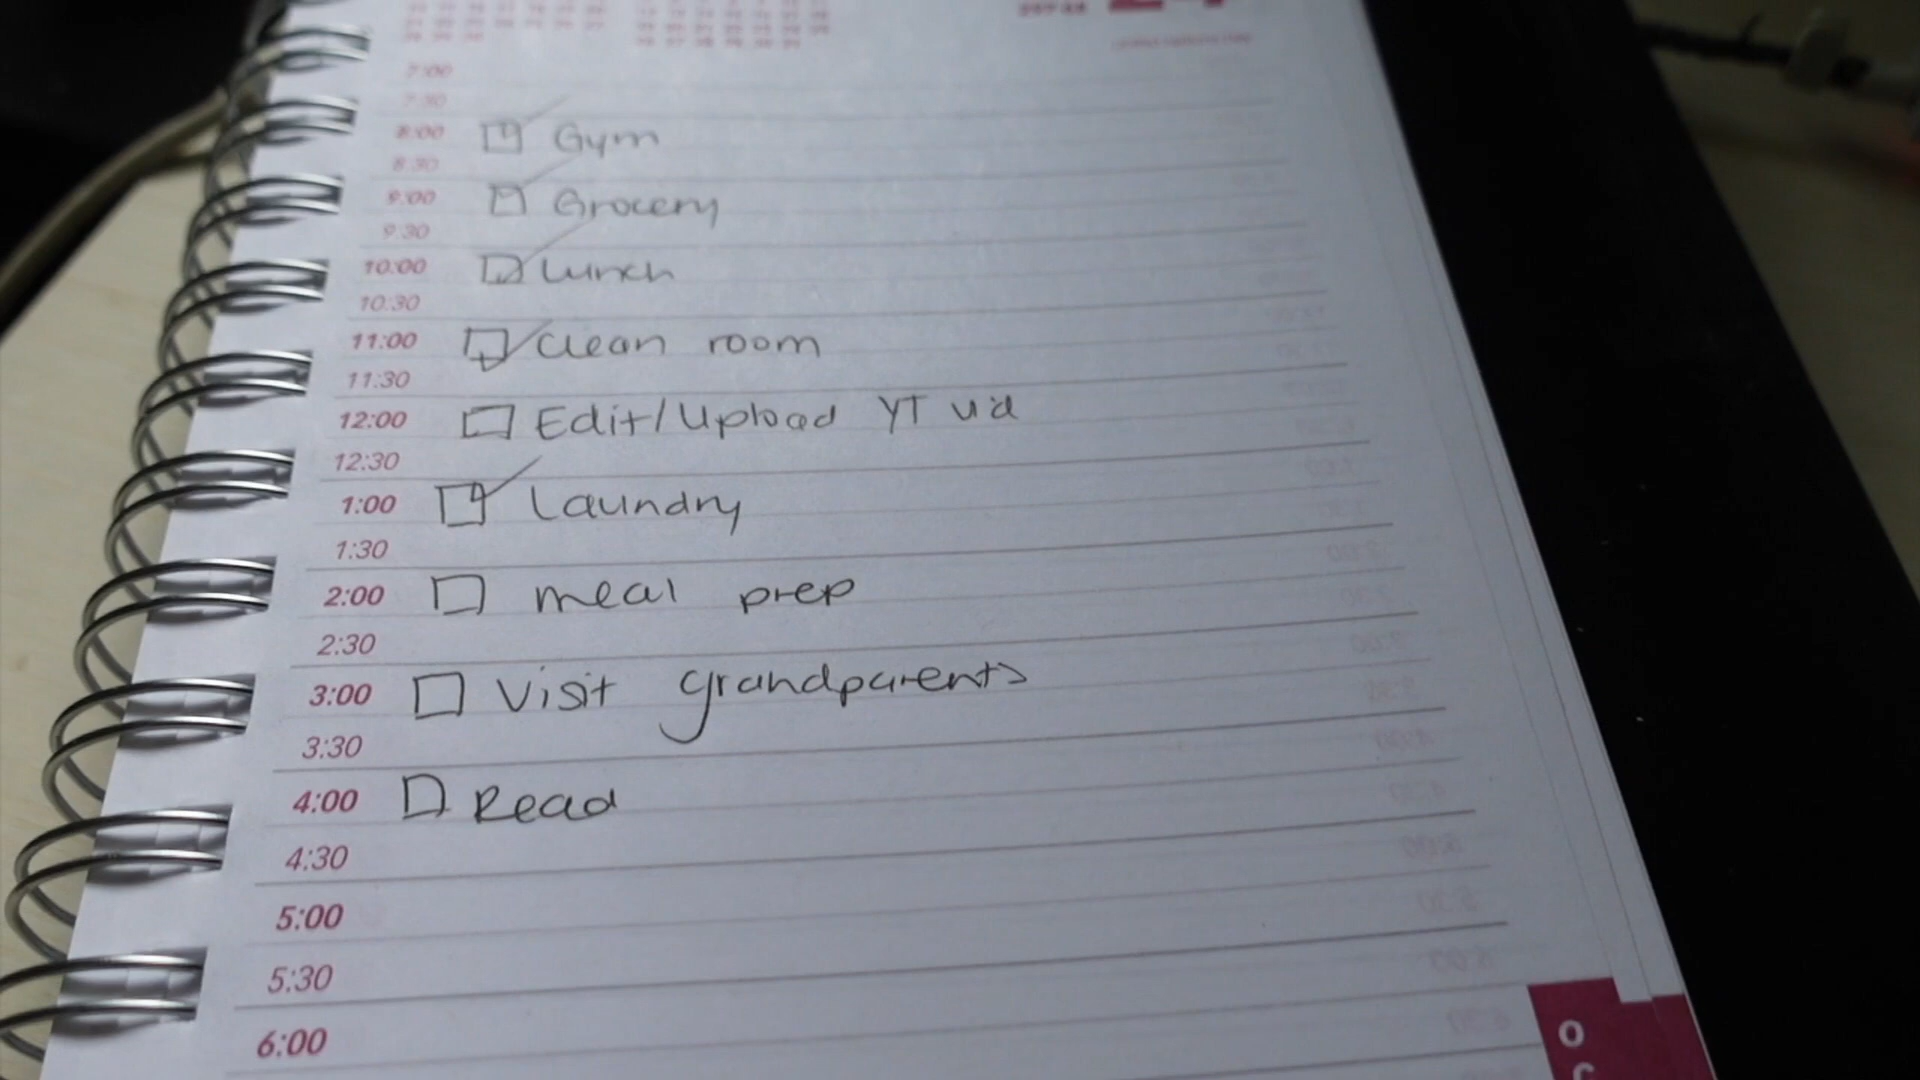 7:00
7:30
8:00 Gym
8:30
9:00 Grocery
9:30
10:00 Lunch
10:30
11:00 Clean room
11:30
12:00 Edit/Upload YT vid
12:30
1:00 Laundry
1:30
2:00 meal prep
2:30
3:00 Visit grandparents
3:30
4:00 Read
4:30
5:00
5:30
6:00
O